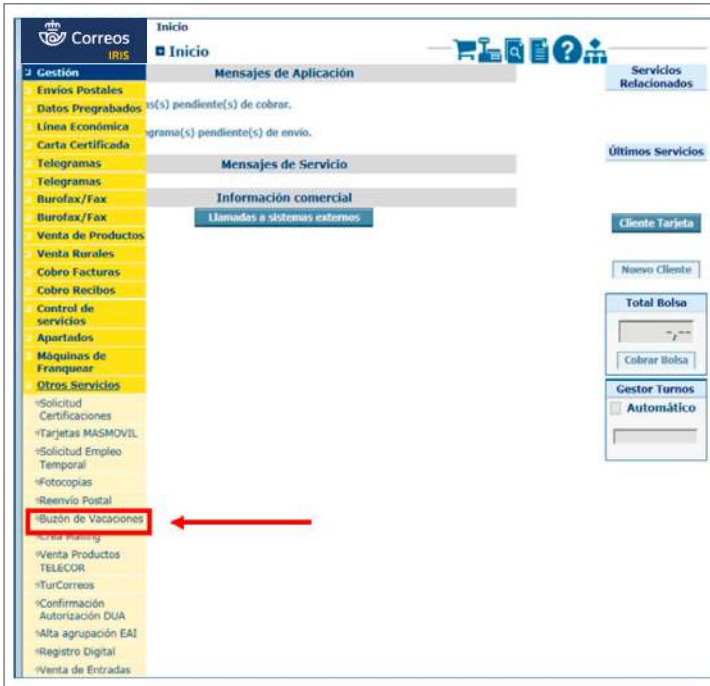 Correos
IRIS
Inicio
Inicio
Gestión
Envíos Postales
Datos Pregrabados
Línea Económica
Carta Certificada
Telegramas
Telegramas
Burofax/Fax
Burofax/Fax
Venta de Productos
Venta Rurales
Cobro Facturas
Cobro Recibos
Control de
servicios
Apartados
Máquinas de
Franquear
Otros Servicios
Solicitud
Certificaciones
Tarjetas MASMOVIL
Solicitud Empleo
Temporal
Fotocopias
Reenvío Postal
Buzón de Vacaciones
Crea Mailing
Venta Productos
TELECOR
TurCorreos
Confirmación
Autorización DUA
Alta agrupación EAI
Registro Digital
Venta de Entradas
Mensajes de Aplicación
s(s) pendiente(s) de cobrar.
grama(s) pendiente(s) de envío.
Mensajes de Servicio
Información comercial
Llamadas a sistemas externos
Servicios
Relacionados
Últimos Servicios
Cliente Tarjeta
Nuevo Cliente
Total Bolsa
-,--
Cobrar Bolsa
Gestor Turnos
Automático